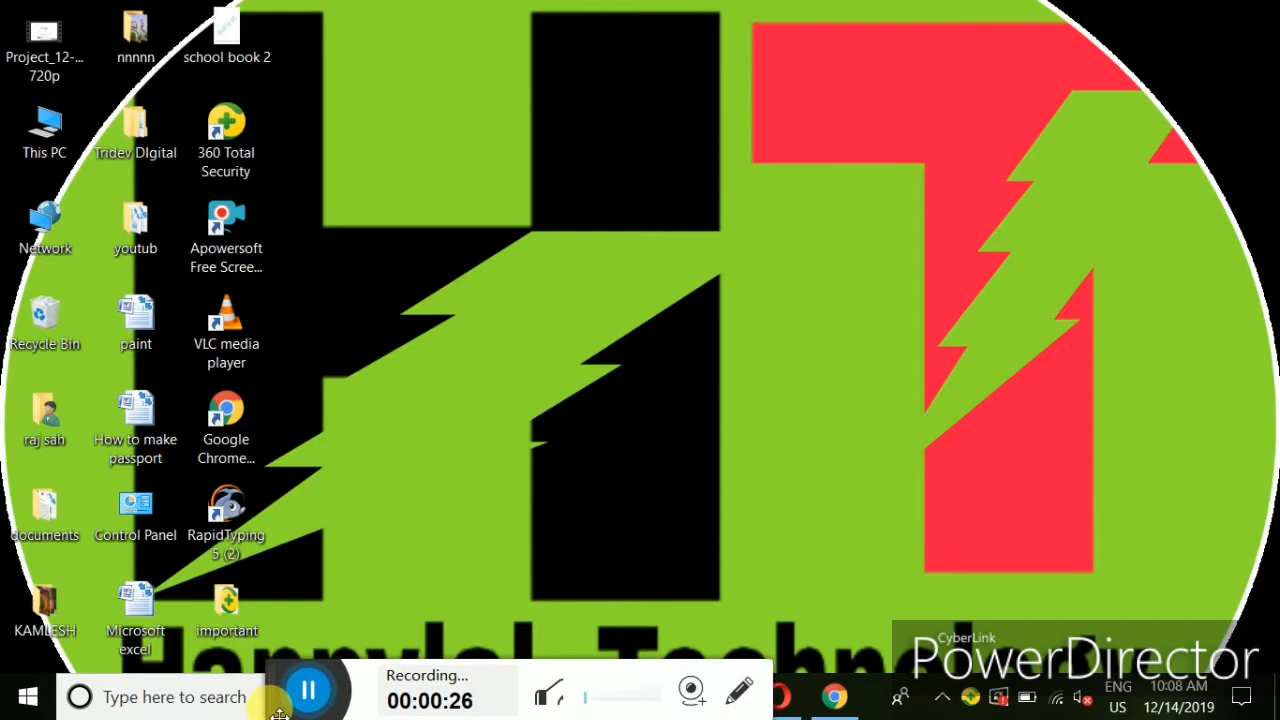 Project_12-...
720p
nnnnn
school book 2
This PC
Tridev DIgital
360 Total
Security
Network
youtub
Apowersoft
Free Scree...
Recycle Bin
paint
VLC media
player
raj sah
How to make
passport
Google
Chrome...
documents
Control Panel
RapidTyping
5 (2)
KAMLESH
Microsoft
excel
important
CyberLink
PowerDirector
Type here to search
Recording...
00:00:26
ENG
US
10:08 AM
12/14/2019